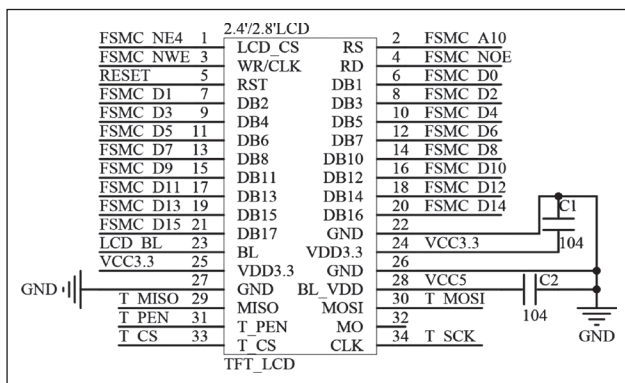 2.4'/2.8'LCD
FSMC_NE4 1 LCD_CS RS 2 FSMC_A10
FSMC_NWE 3 WR/CLK RD 4 FSMC_NOE
RESET 5 RST DB1 6 FSMC_D0
FSMC_D1 7 DB2 DB3 8 FSMC_D2
FSMC_D3 9 DB4 DB5 10 FSMC_D4
FSMC_D5 11 DB6 DB7 12 FSMC_D6
FSMC_D7 13 DB8 DB10 14 FSMC_D8
FSMC_D9 15 DB11 DB12 16 FSMC_D10
FSMC_D11 17 DB13 DB14 18 FSMC_D12
FSMC_D13 19 DB15 DB16 20 FSMC_D14
FSMC_D15 21 DB17 GND 22 C1
LCD_BL 23 BL VDD3.3 24 VCC3.3 104
VCC3.3 25 VDD3.3 GND 26
GND 27 GND BL_VDD 28 VCC5 C2
T_MISO 29 MISO MOSI 30 T_MOSI 104
T_PEN 31 T_PEN MO 32 GND
T_CS 33 T_CS CLK 34 T_SCK
TFT_LCD